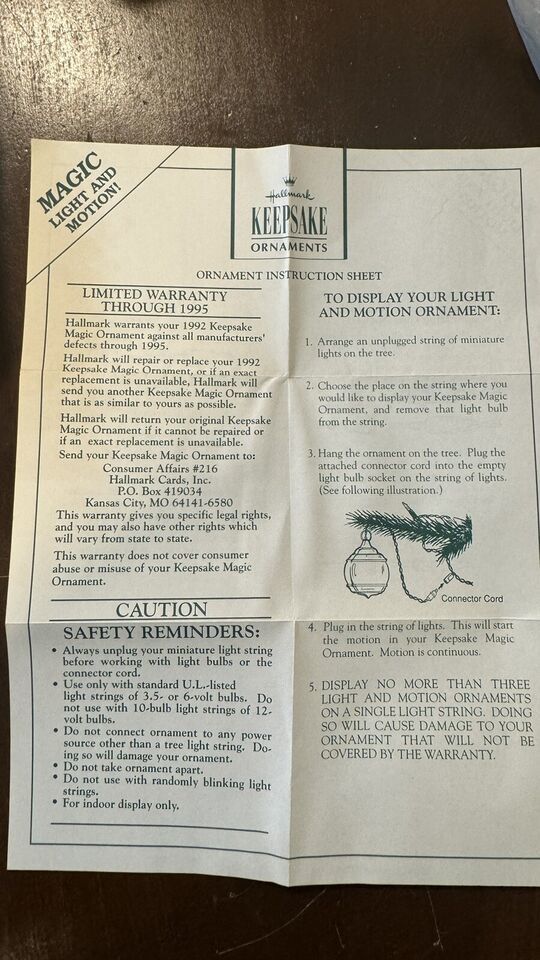 MAGIC
LIGHT AND
MOTION!
Hallmark
KEEPSAKE
ORNAMENTS
ORNAMENT INSTRUCTION SHEET
LIMITED WARRANTY
THROUGH 1995
Hallmark warrants your 1992 Keepsake
Magic Ornament against all manufacturers'
defects through 1995.
Hallmark will repair or replace your 1992
Keepsake Magic Ornament, or if an exact
replacement is unavailable, Hallmark will
send you another Keepsake Magic Ornament
that is as similar to yours as possible.
Hallmark will return your original Keepsake
Magic Ornament if it cannot be repaired or
if an exact replacement is unavailable.
Send your Keepsake Magic Ornament to:
Consumer Affairs #216
Hallmark Cards, Inc.
P.O. Box 419034
Kansas City, MO 64141-6580
This warranty gives you specific legal rights,
and you may also have other rights which
will vary from state to state.
This warranty does not cover consumer
abuse or misuse of your Keepsake Magic
Ornament.
CAUTION
SAFETY REMINDERS:
• Always unplug your miniature light string
before working with light bulbs or the
connector cord.
• Use only with standard U.L.-listed
light strings of 3.5- or 6-volt bulbs. Do
not use with 10-bulb light strings of 12-
volt bulbs.
• Do not connect ornament to any power
source other than a tree light string. Do-
ing so will damage your ornament.
• Do not take ornament apart.
• Do not use with randomly blinking light
strings.
• For indoor display only.
TO DISPLAY YOUR LIGHT
AND MOTION ORNAMENT:
1. Arrange an unplugged string of miniature
lights on the tree.
2. Choose the place on the string where you
would like to display your Keepsake Magic
Ornament, and remove that light bulb
from the string.
3. Hang the ornament on the tree. Plug the
attached connector cord into the empty
light bulb socket on the string of lights.
(See following illustration.)
Connector Cord
4. Plug in the string of lights. This will start
the motion in your Keepsake Magic
Ornament. Motion is continuous.
5. DISPLAY NO MORE THAN THREE
LIGHT AND MOTION ORNAMENTS
ON A SINGLE LIGHT STRING. DOING
SO WILL CAUSE DAMAGE TO YOUR
ORNAMENT THAT WILL NOT BE
COVERED BY THE WARRANTY.